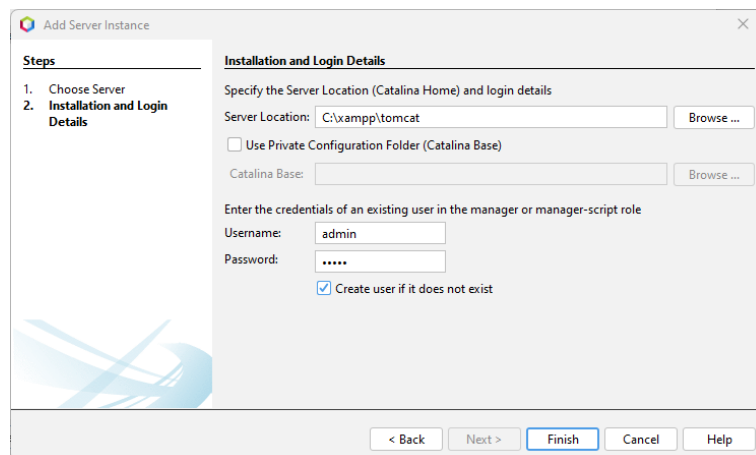 Add Server Instance
Steps
1. Choose Server
2. Installation and Login
Details
Installation and Login Details
Specify the Server Location (Catalina Home) and login details
Server Location: C:\xampp\tomcat Browse ...
Use Private Configuration Folder (Catalina Base)
Catalina Base: Browse ...
Enter the credentials of an existing user in the manager or manager-script role
Username: admin
Password: •••••
Create user if it does not exist
< Back Next > Finish Cancel Help